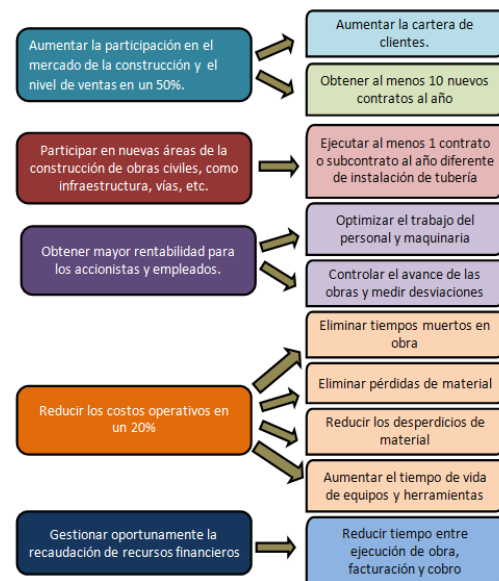 Aumentar la participación en el
mercado de la construcción y el
nivel de ventas en un 50%.
Aumentar la cartera de
clientes.
Obtener al menos 10 nuevos
contratos al año
Participar en nuevas áreas de la
construcción de obras civiles, como
infraestructura, vías, etc.
Ejecutar al menos 1 contrato
o subcontrato al año diferente
de instalación de tubería
Obtener mayor rentabilidad para
los accionistas y empleados.
Optimizar el trabajo del
personal y maquinaria
Controlar el avance de las
obras y medir desviaciones
Reducir los costos operativos en
un 20%
Eliminar tiempos muertos en
obra
Eliminar pérdidas de material
Reducir los desperdicios de
material
Aumentar el tiempo de vida
de equipos y herramientas
Gestionar oportunamente la
recaudación de recursos financieros
Reducir tiempo entre
ejecución de obra,
facturación y cobro